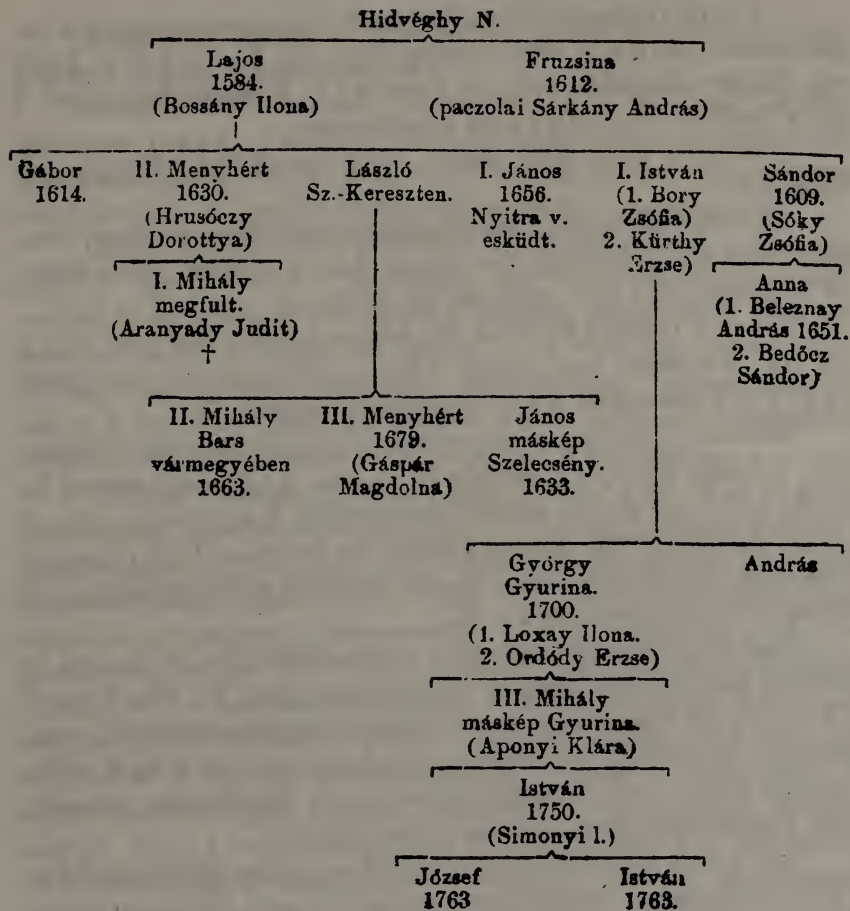 Hidvéghy N.
Lajos
1584.
(Bossány Ilona)
Fruzsina
1612.
(paczolai Sárkány András)
Gábor
1614.
II. Menyhért
1630.
(Hrusóczy
Dorottya)
László
Sz.-Kereszten.
I. János
1656.
Nyitra v.
esküdt.
I. István
(1. Bory
Zsófia)
2. Kürthy
Erzse)
Sándor
1609.
(Sóky
Zsófia)
I. Mihály
megfult.
(Aranyady Judit)
†
Anna
(1. Beleznay
András 1651.
2. Bedőcz
Sándor)
II. Mihály
Bars
vármegyében
1663.
III. Menyhért
1679.
(Gáspár
Magdolna)
János
máskép
Szelecsény.
1633.
György
Gyurina.
1700.
(1. Loxay Ilona.
2. Ordódy Erzse)
András
III. Mihály
máskép Gyurina.
(Aponyi Klára)
István
1750.
(Simonyi l.)
József
1763
István
1763.